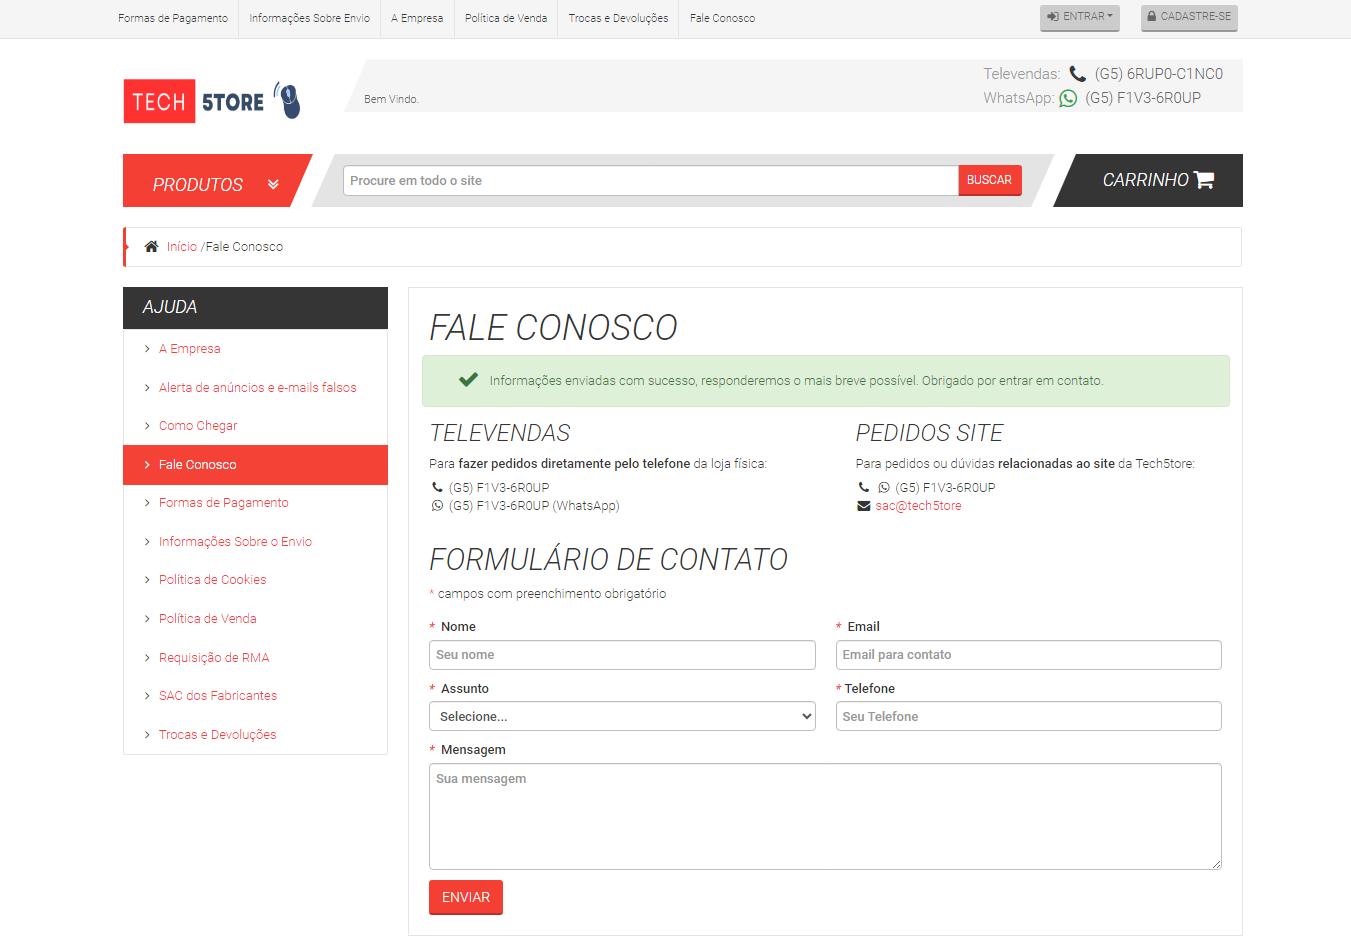 Formas de Pagamento
Informações Sobre Envio
A Empresa
Política de Venda
Trocas e Devoluções
Fale Conosco
ENTRAR
CADASTRE-SE
TECH 5TORE
Bem Vindo.
Televendas: (G5) 6RUP0-C1NC0
WhatsApp: (G5) F1V3-6R0UP
PRODUTOS
Procure em todo o site
BUSCAR
CARRINHO
Início /Fale Conosco
AJUDA
A Empresa
Alerta de anúncios e e-mails falsos
Como Chegar
Fale Conosco
Formas de Pagamento
Informações Sobre o Envio
Política de Cookies
Política de Venda
Requisição de RMA
SAC dos Fabricantes
Trocas e Devoluções
FALE CONOSCO
Informações enviadas com sucesso, responderemos o mais breve possível. Obrigado por entrar em contato.
TELEVENDAS
Para fazer pedidos diretamente pelo telefone da loja física:
(G5) F1V3-6R0UP
(G5) F1V3-6R0UP (WhatsApp)
PEDIDOS SITE
Para pedidos ou dúvidas relacionadas ao site da Tech5tore:
(G5) F1V3-6R0UP
sac@tech5tore
FORMULÁRIO DE CONTATO
* campos com preenchimento obrigatório
* Nome
Seu nome
* Email
Email para contato
* Assunto
Selecione...
* Telefone
Seu Telefone
* Mensagem
Sua mensagem
ENVIAR